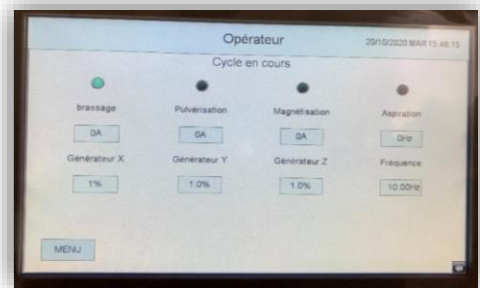 Opérateur 20/10/2020 MAR 15:46:15
Cycle en cours
brassage Pulvérisation Magnétisation Aspiration
0A 0A 0A 0Hz
Générateur X Générateur Y Générateur Z Fréquence
1% 1.0% 1.0% 10.00Hz
MENU